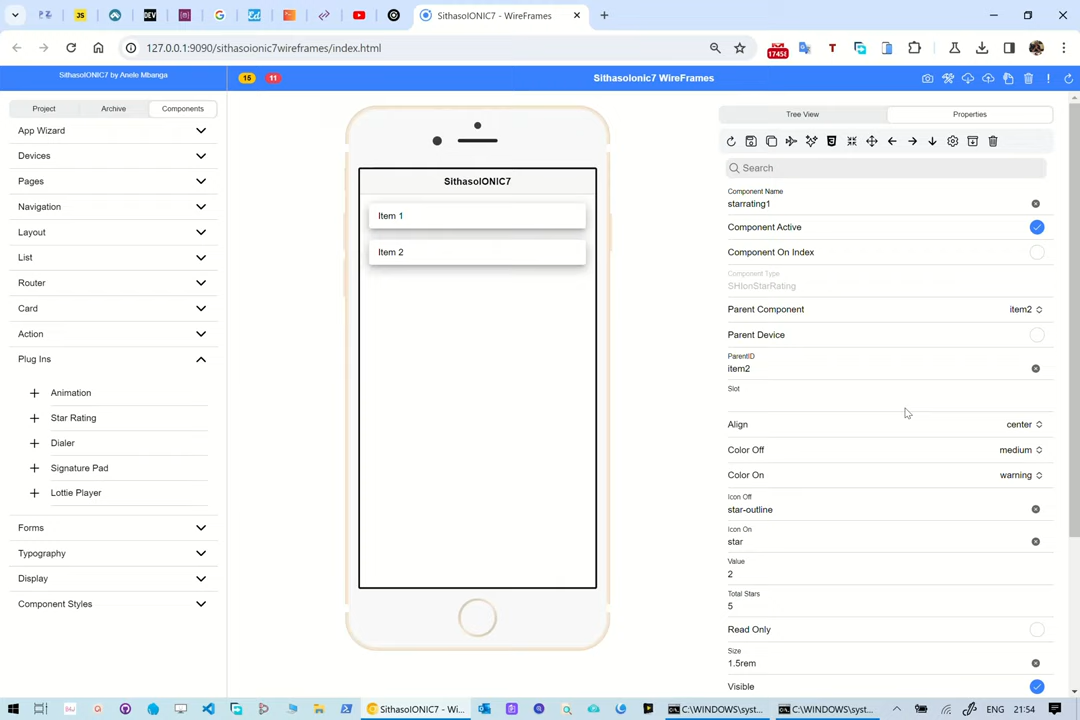 SithasoIONIC7 - WireFrames
127.0.0.1:9090/sithasoionic7wireframes/index.html
SithasoIONIC7 by Anele Mbanga
15
11
SithasoIonic7 WireFrames
Project
Archive
Components
App Wizard
Devices
Pages
Navigation
Layout
List
Router
Card
Action
Plug Ins
Animation
Star Rating
Dialer
Signature Pad
Lottie Player
Forms
Typography
Display
Component Styles
SithasoIONIC7
Item 1
Item 2
Tree View
Properties
Search
Component Name
starrating1
Component Active
Component On Index
Component Type
SHIonStarRating
Parent Component
item2
Parent Device
ParentID
item2
Slot
Align
center
Color Off
medium
Color On
warning
Icon Off
star-outline
Icon On
star
Value
2
Total Stars
5
Read Only
Size
1.5rem
Visible
SithasoIONIC7 - Wi...
C:\WINDOWS\syst...
C:\WINDOWS\syst...
ENG
21:54